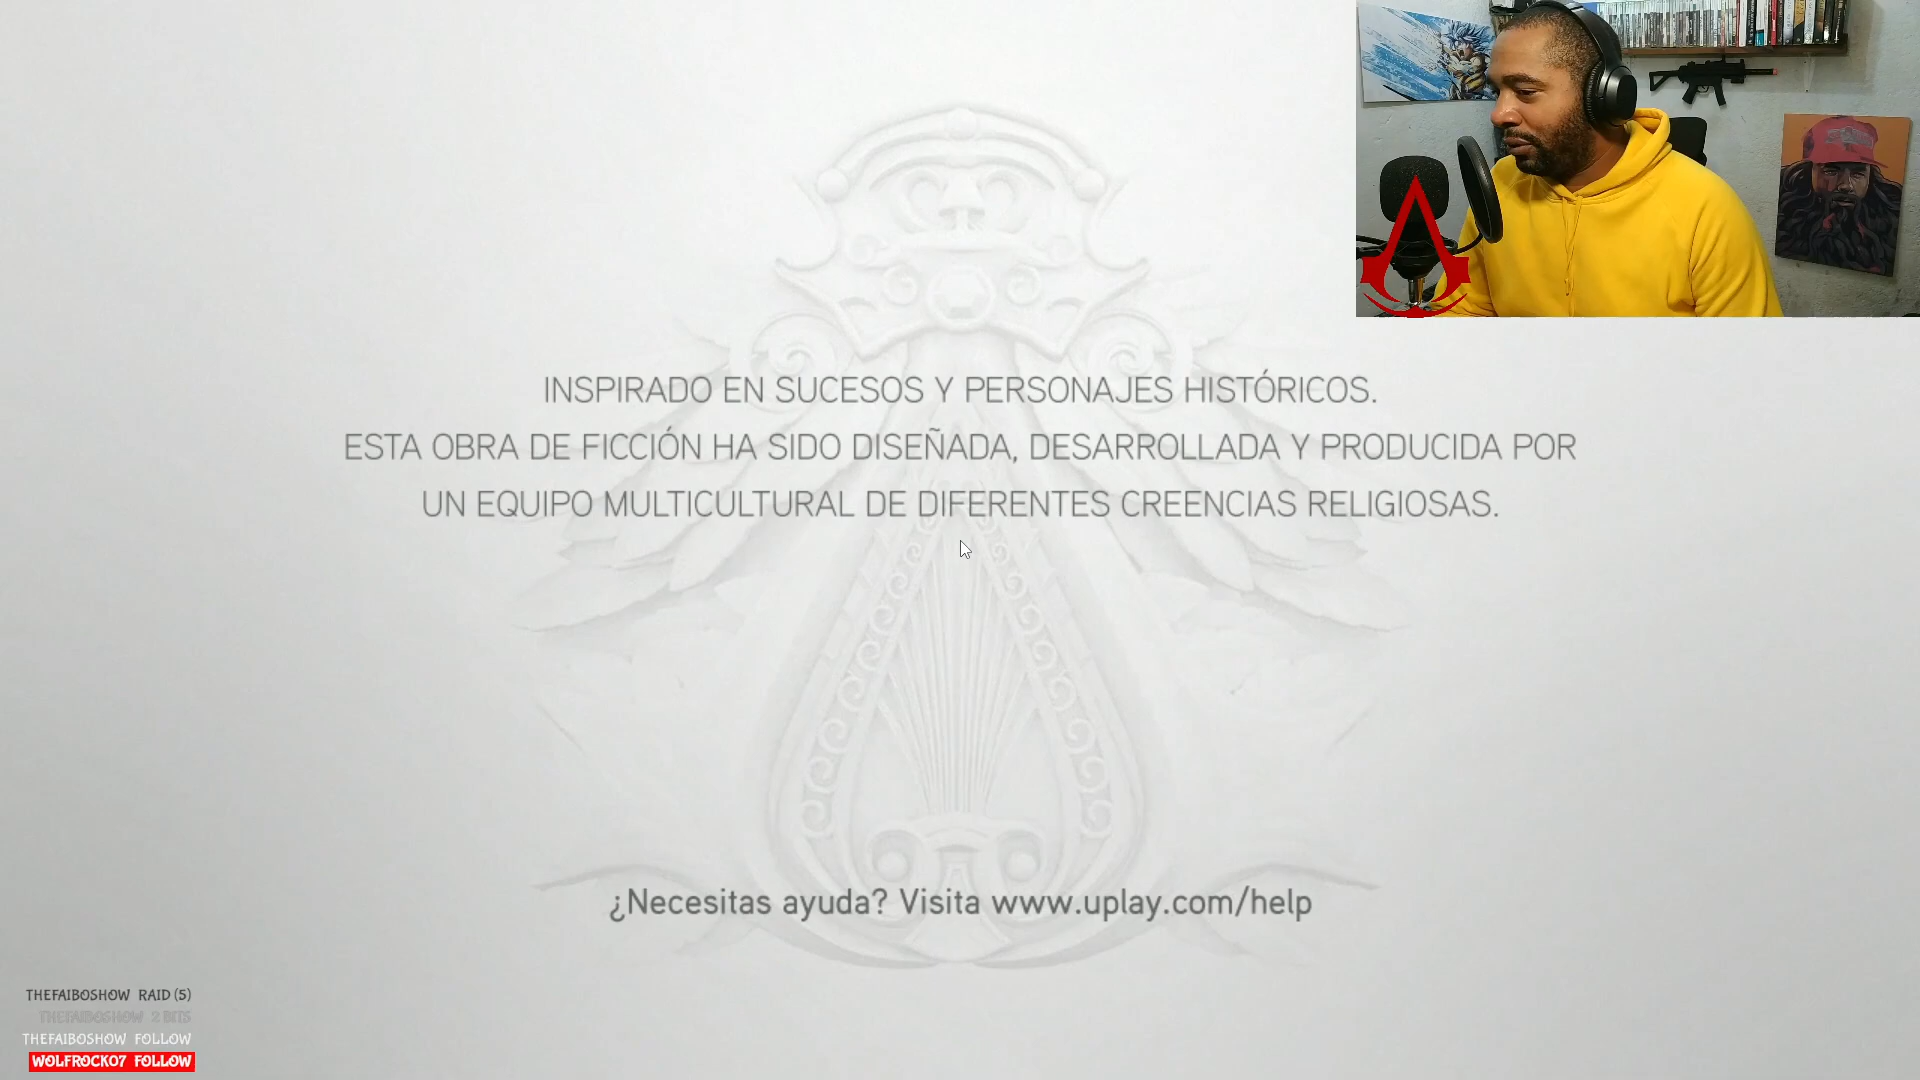 INSPIRADO EN SUCESOS Y PERSONAJES HISTÓRICOS.
ESTA OBRA DE FICCIÓN HA SIDO DISEÑADA, DESARROLLADA Y PRODUCIDA POR
UN EQUIPO MULTICULTURAL DE DIFERENTES CREENCIAS RELIGIOSAS.
¿Necesitas ayuda? Visita www.uplay.com/help
THEFAIBOSHOW RAID (5)
THEFAIBOSHOW 2 BITS
THEFAIBOSHOW FOLLOW
WOLFROCK07 FOLLOW